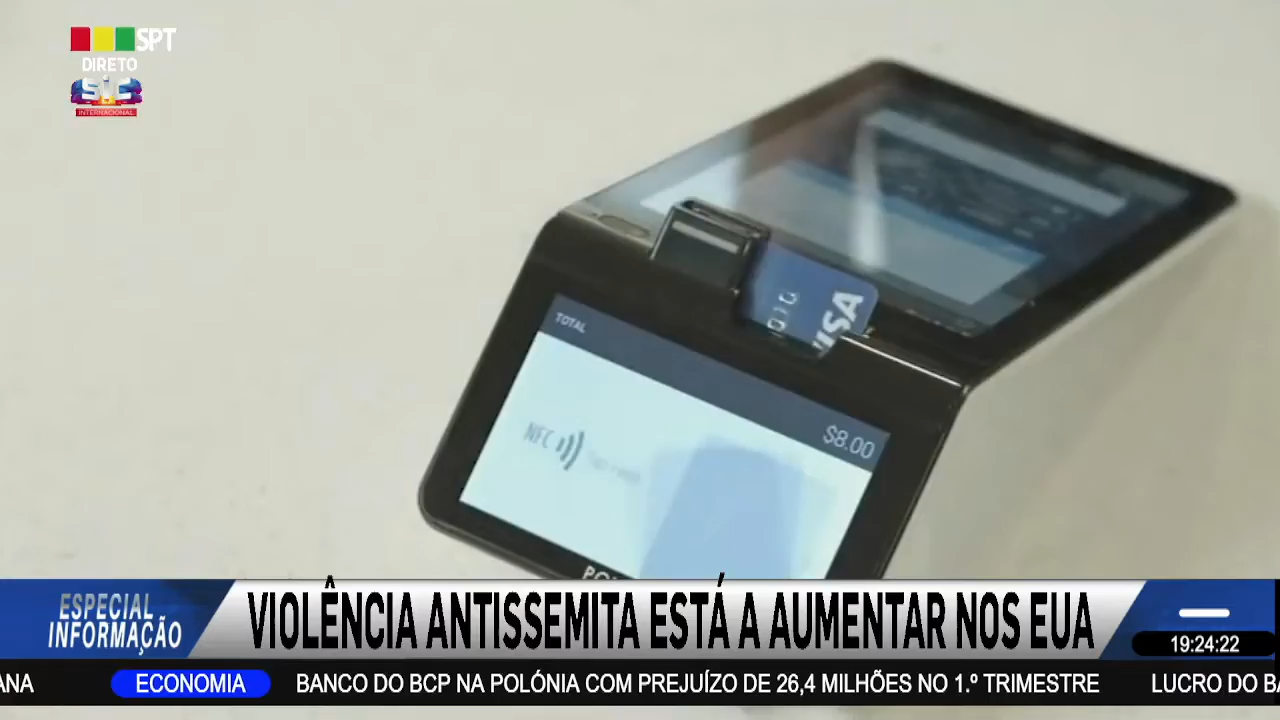 SPT
DIRETO
SIC
INTERNACIONAL
VISA
TOTAL
$8.00
NFC
ESPECIAL
INFORMAÇÃO
VIOLÊNCIA ANTISSEMITA ESTÁ A AUMENTAR NOS EUA
19:24:22
ANA ECONOMIA BANCO DO BCP NA POLÓNIA COM PREJUÍZO DE 26,4 MILHÕES NO 1.º TRIMESTRE LUCRO DO BA